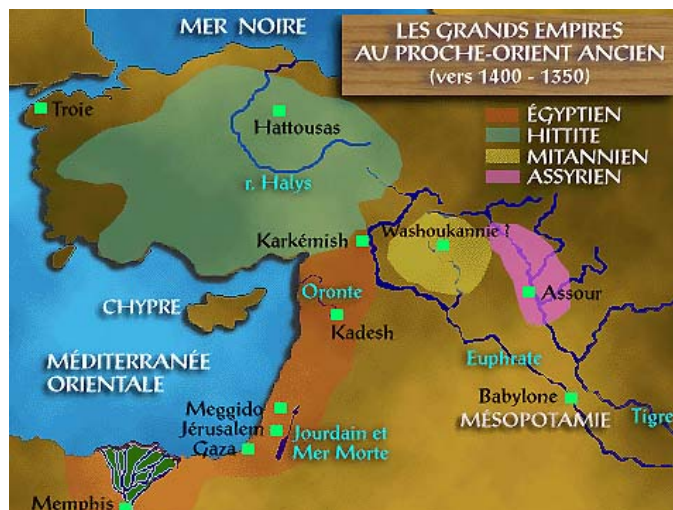 MER NOIRE
LES GRANDS EMPIRES
AU PROCHE-ORIENT ANCIEN
(vers 1400 - 1350)
ÉGYPTIEN
HITTITE
MITANNIEN
ASSYRIEN
Troie
Hattousas
r. Halys
Karkémish
Washoukannie ?
CHYPRE
Oronte
Assour
Kadesh
MÉDITERRANÉE
ORIENTALE
Euphrate
Babylone
MÉSOPOTAMIE
Tigre
Meggido
Jérusalem
Gaza
Jourdain et
Mer Morte
Memphis